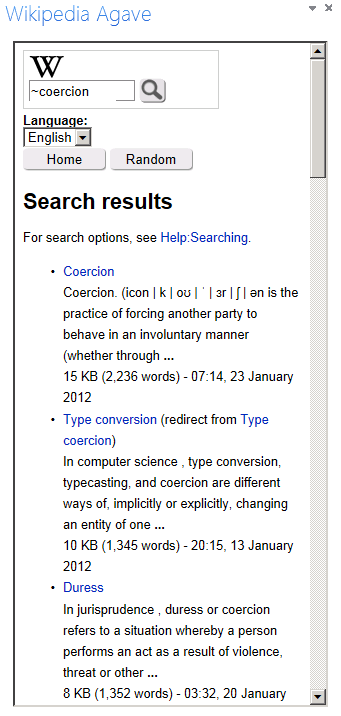 Wikipedia Agave
W
~coercion
Language:
English
Home Random
Search results
For search options, see Help:Searching.
• Coercion
Coercion. (icon | k | oʊ | ˈ | ɜr | ʃ | ən is the
practice of forcing another party to
behave in an involuntary manner
(whether through ...
15 KB (2,236 words) - 07:14, 23 January
2012
• Type conversion (redirect from Type
coercion)
In computer science , type conversion,
typecasting, and coercion are different
ways of, implicitly or explicitly, changing
an entity of one ...
10 KB (1,345 words) - 20:15, 13 January
2012
• Duress
In jurisprudence , duress or coercion
refers to a situation whereby a person
performs an act as a result of violence,
threat or other ...
8 KB (1,352 words) - 03:32, 20 January